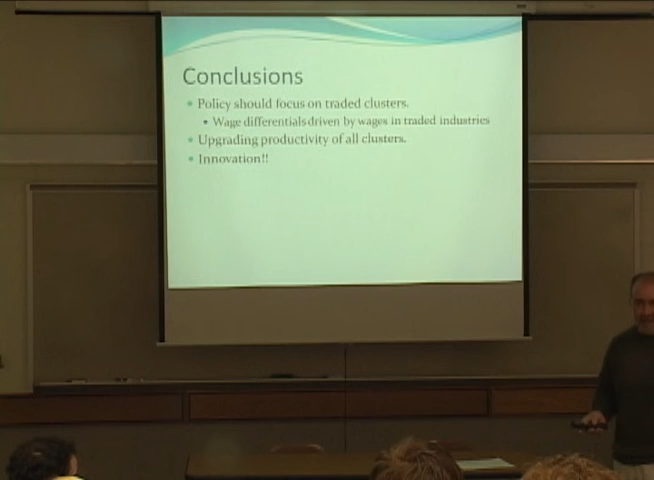 Conclusions
Policy should focus on traded clusters.
Wage differentials driven by wages in traded industries
Upgrading productivity of all clusters.
Innovation!!